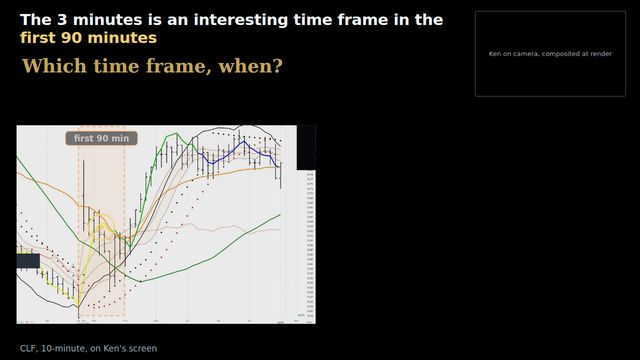 The 3 minutes is an interesting time frame in the
first 90 minutes
Which time frame, when?
Ken on camera, composited at render
first 90 min
CLF, 10-minute, on Ken's screen